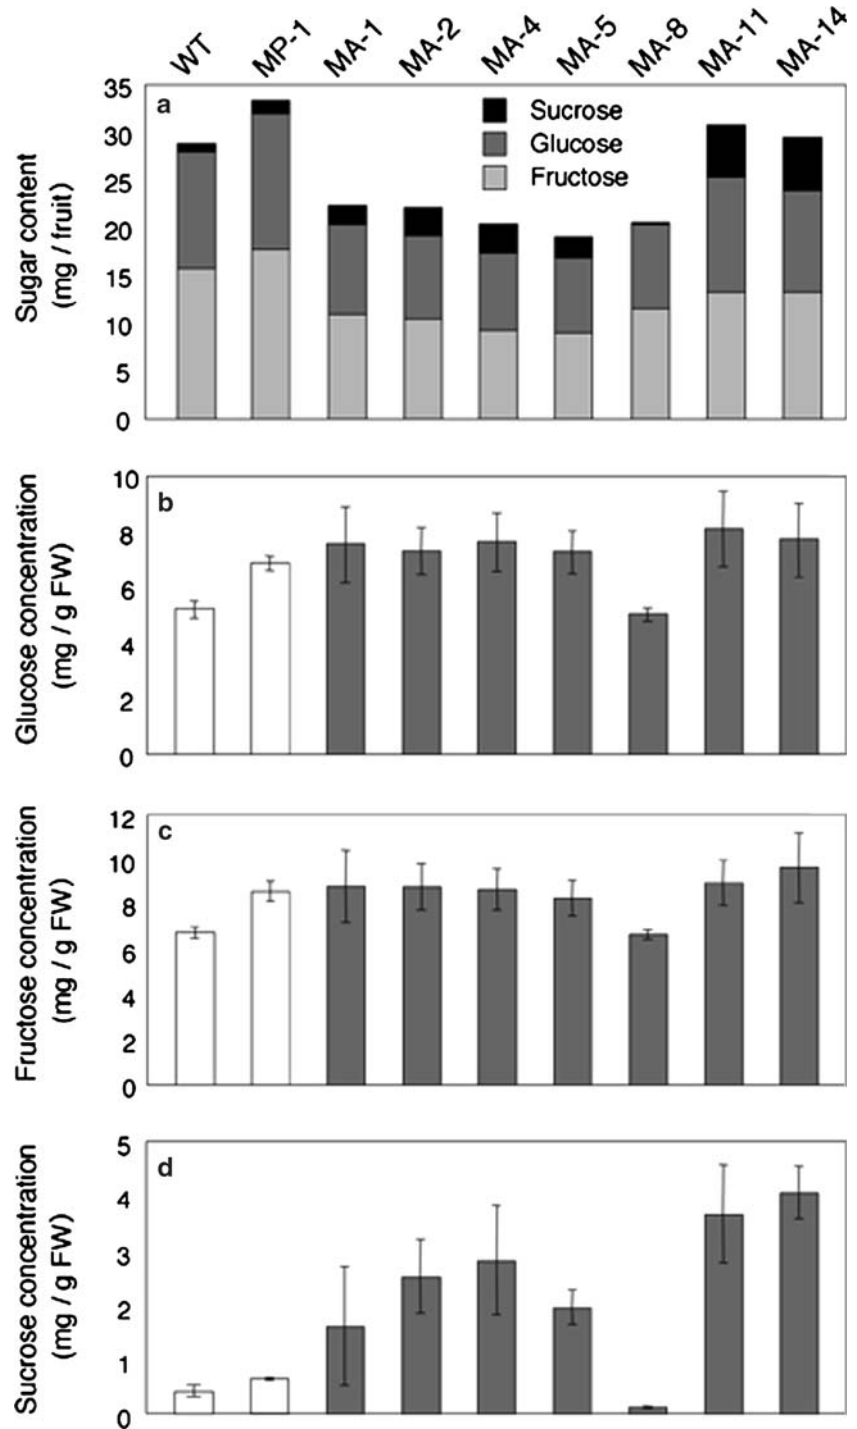 WT MP-1 MA-1 MA-2 MA-4 MA-5 MA-8 MA-11 MA-14
a
Sucrose
Glucose
Fructose
Sugar content
(mg / fruit)
35
30
25
20
15
10
5
0
b
Glucose concentration
(mg / g FW)
10
8
6
4
2
0
c
Fructose concentration
(mg / g FW)
12
10
8
6
4
2
0
d
Sucrose concentration
(mg / g FW)
5
4
3
2
1
0